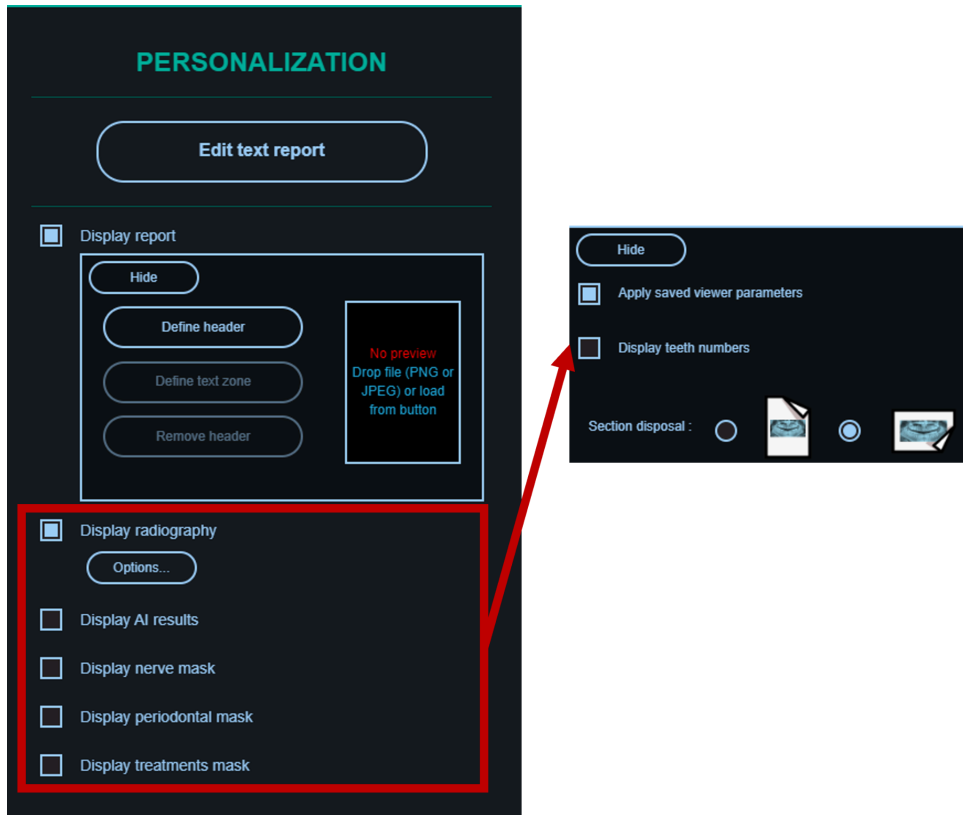 PERSONALIZATION
Edit text report
Display report
Hide
Define header
Define text zone
Remove header
No preview
Drop file (PNG or
JPEG) or load
from button
Display radiography
Options...
Display AI results
Display nerve mask
Display periodontal mask
Display treatments mask
Hide
Apply saved viewer parameters
Display teeth numbers
Section disposal :